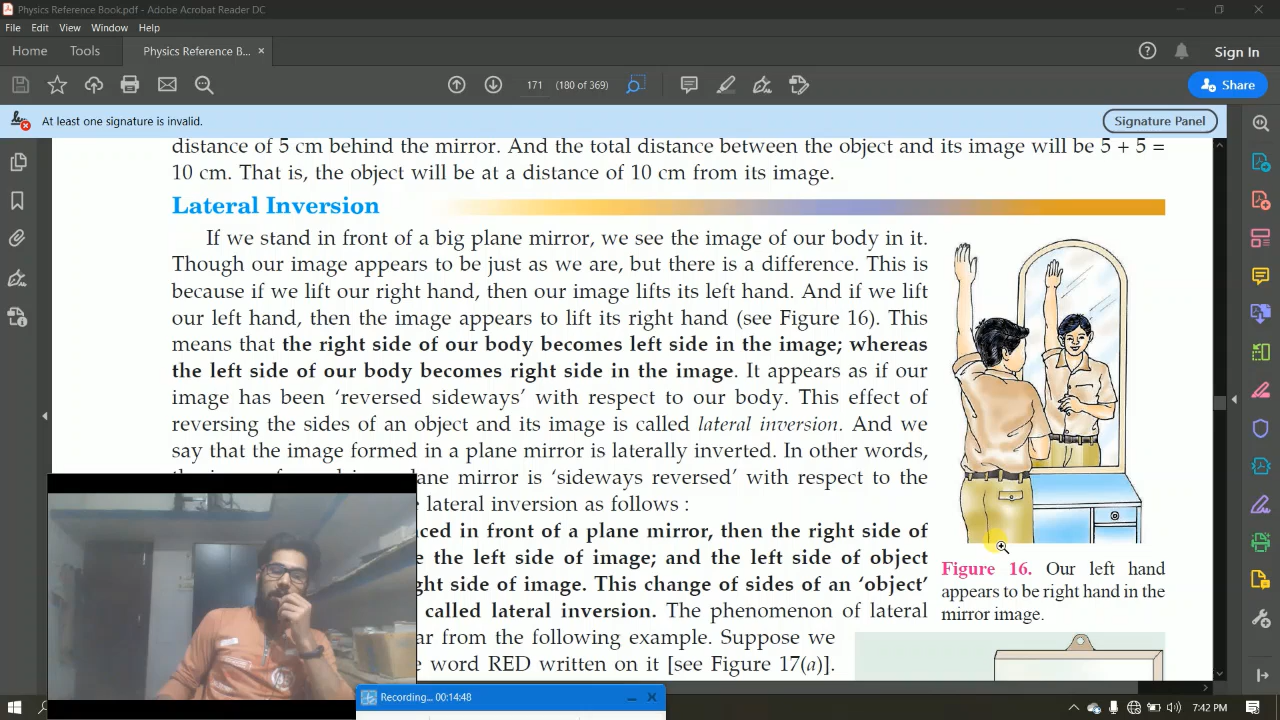 Physics Reference Book.pdf - Adobe Acrobat Reader DC
File Edit View Window Help
Home Tools Physics Reference B... × Sign In
171 (180 of 369) Share
At least one signature is invalid. Signature Panel
distance of 5 cm behind the mirror. And the total distance between the object and its image will be 5 + 5 =
10 cm. That is, the object will be at a distance of 10 cm from its image.
Lateral Inversion
If we stand in front of a big plane mirror, we see the image of our body in it.
Though our image appears to be just as we are, but there is a difference. This is
because if we lift our right hand, then our image lifts its left hand. And if we lift
our left hand, then the image appears to lift its right hand (see Figure 16). This
means that the right side of our body becomes left side in the image; whereas
the left side of our body becomes right side in the image. It appears as if our
image has been ‘reversed sideways’ with respect to our body. This effect of
reversing the sides of an object and its image is called lateral inversion. And we
say that the image formed in a plane mirror is laterally inverted. In other words,
plane mirror is ‘sideways reversed’ with respect to the
lateral inversion as follows :
in front of a plane mirror, then the right side of
the left side of image; and the left side of object
side of image. This change of sides of an ‘object’
called lateral inversion. The phenomenon of lateral
from the following example. Suppose we
word RED written on it [see Figure 17(a)].
Figure 16. Our left hand
appears to be right hand in the
mirror image.
Recording... 00:14:48
7:42 PM